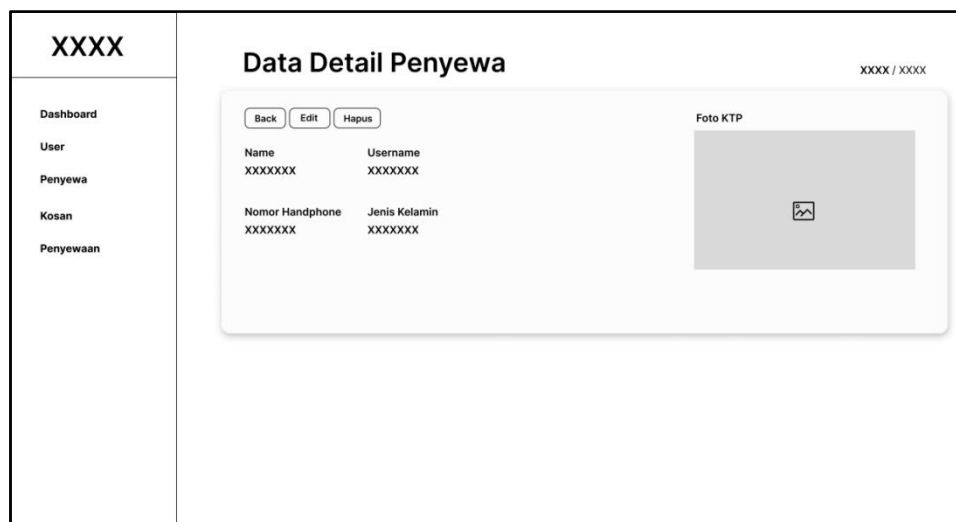 XXXX
Dashboard
User
Penyewa
Kosan
Penyewaan
Data Detail Penyewa
XXXX / XXXX
Back Edit Hapus
Name Username
XXXXXXX XXXXXXX
Nomor Handphone Jenis Kelamin
XXXXXXX XXXXXXX
Foto KTP